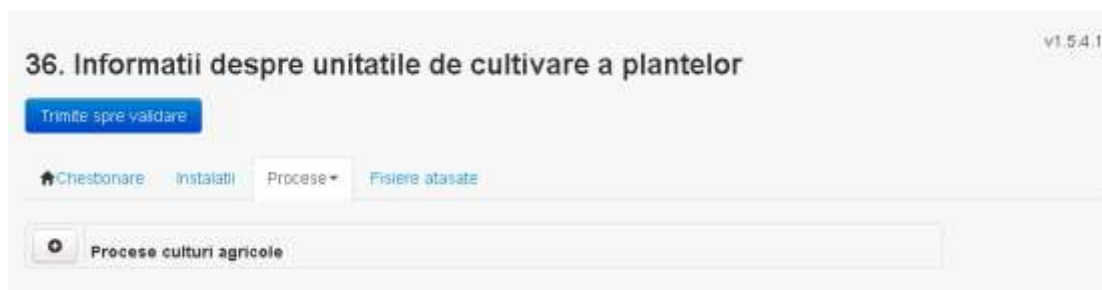 v1.5.4.1
36. Informatii despre unitatile de cultivare a plantelor
Trimite spre validare
Chestionare Instalatii Procese Fisiere atasate
Procese culturi agricole